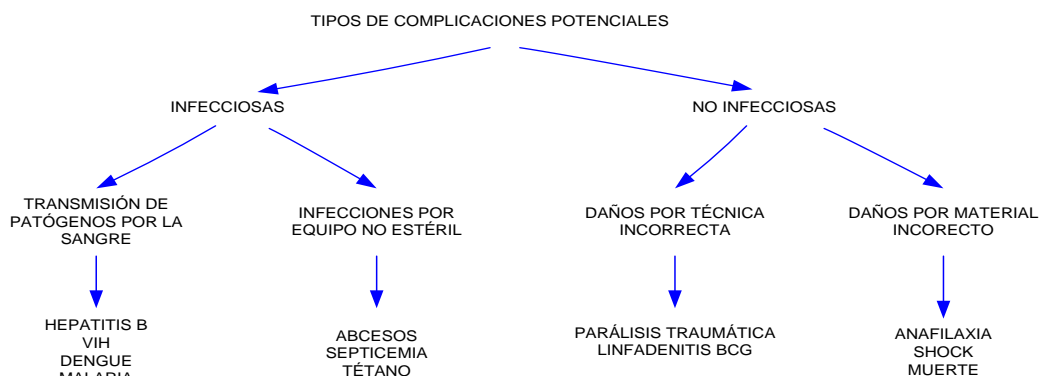 TIPOS DE COMPLICACIONES POTENCIALES
INFECCIOSAS
NO INFECCIOSAS
TRANSMISIÓN DE
PATÓGENOS POR LA
SANGRE
INFECCIONES POR
EQUIPO NO ESTÉRIL
DAÑOS POR TÉCNICA
INCORRECTA
DAÑOS POR MATERIAL
INCORECTO
HEPATITIS B
VIH
DENGUE
MALARIA
ABCESOS
SEPTICEMIA
TÉTANO
PARÁLISIS TRAUMÁTICA
LINFADENITIS BCG
ANAFILAXIA
SHOCK
MUERTE